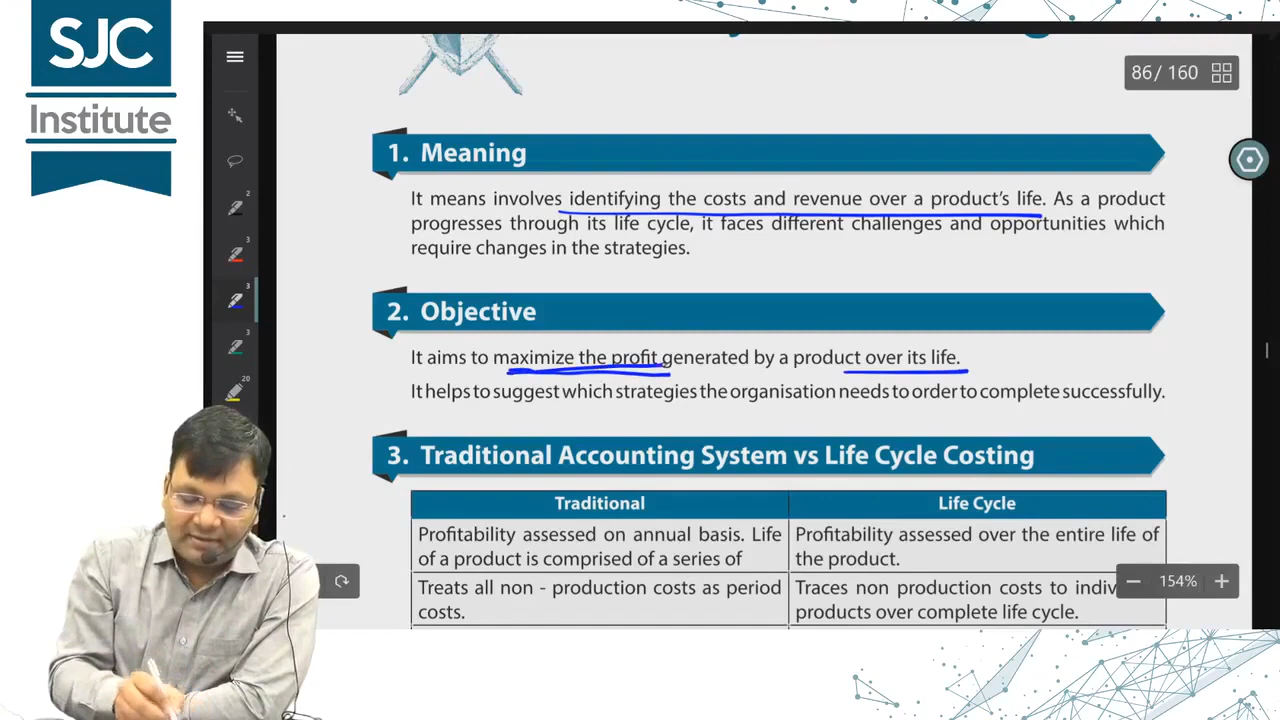 SJC
Institute
86/ 160
1. Meaning
It means involves identifying the costs and revenue over a product's life. As a product
progresses through its life cycle, it faces different challenges and opportunities which
require changes in the strategies.
2. Objective
It aims to maximize the profit generated by a product over its life.
It helps to suggest which strategies the organisation needs to order to complete successfully.
3. Traditional Accounting System vs Life Cycle Costing
Traditional
Life Cycle
Profitability assessed on annual basis. Life
of a product is comprised of a series of
Profitability assessed over the entire life of
the product.
Treats all non - production costs as period
costs.
Traces non production costs to
products over complete life cycle.
154%
2
3
3
3
20